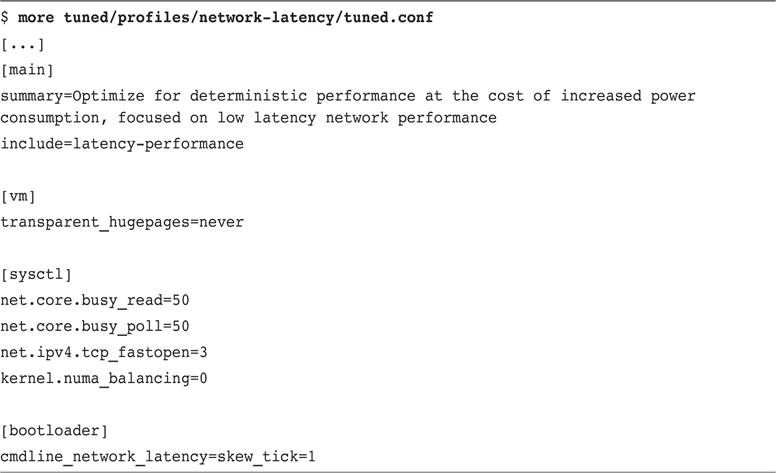 $ more tuned/profiles/network-latency/tuned.conf
[...]
[main]
summary=Optimize for deterministic performance at the cost of increased power
consumption, focused on low latency network performance
include=latency-performance
[vm]
transparent_hugepages=never
[sysctl]
net.core.busy_read=50
net.core.busy_poll=50
net.ipv4.tcp_fastopen=3
kernel.numa_balancing=0
[bootloader]
cmdline_network_latency=skew_tick=1